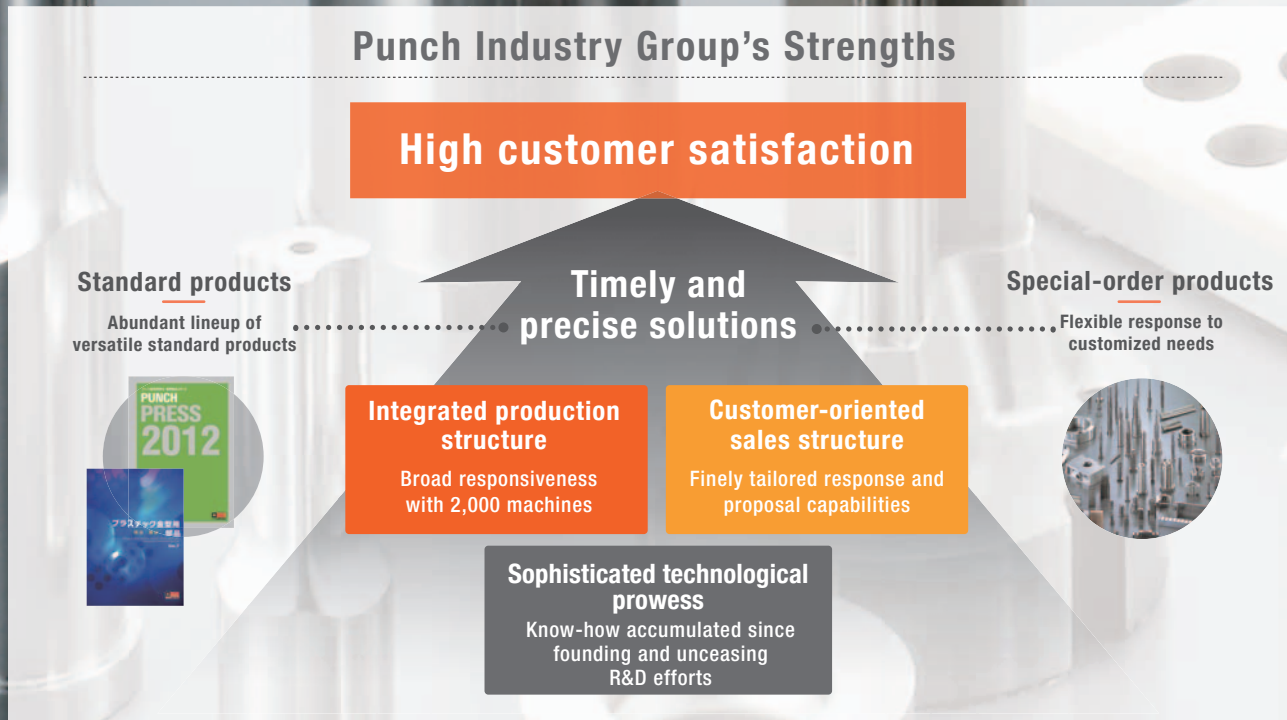 Punch Industry Group's Strengths
High customer satisfaction
Timely and
precise solutions
Standard products
Abundant lineup of
versatile standard products
PUNCH
PRESS
2012
プラスチック金型用
部品
Special-order products
Flexible response to
customized needs
Integrated production
structure
Broad responsiveness
with 2,000 machines
Customer-oriented
sales structure
Finely tailored response and
proposal capabilities
Sophisticated technological
prowess
Know-how accumulated since
founding and unceasing
R&D efforts